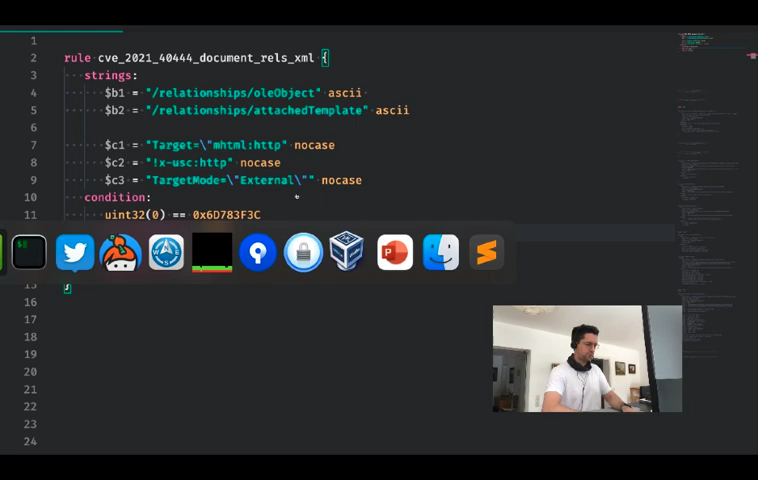 1
2 rule cve_2021_40444_document_rels_xml {
3 strings:
4 $b1 = "/relationships/oleObject" ascii
5 $b2 = "/relationships/attachedTemplate" ascii
6
7 $c1 = "Target=\"mhtml:http" nocase
8 $c2 = "!x-usc:http" nocase
9 $c3 = "TargetMode=\"External\"" nocase
10 condition:
11 uint32(0) == 0x6D783F3C
$
P
}
16
17
18
19
20
21
22
23
24